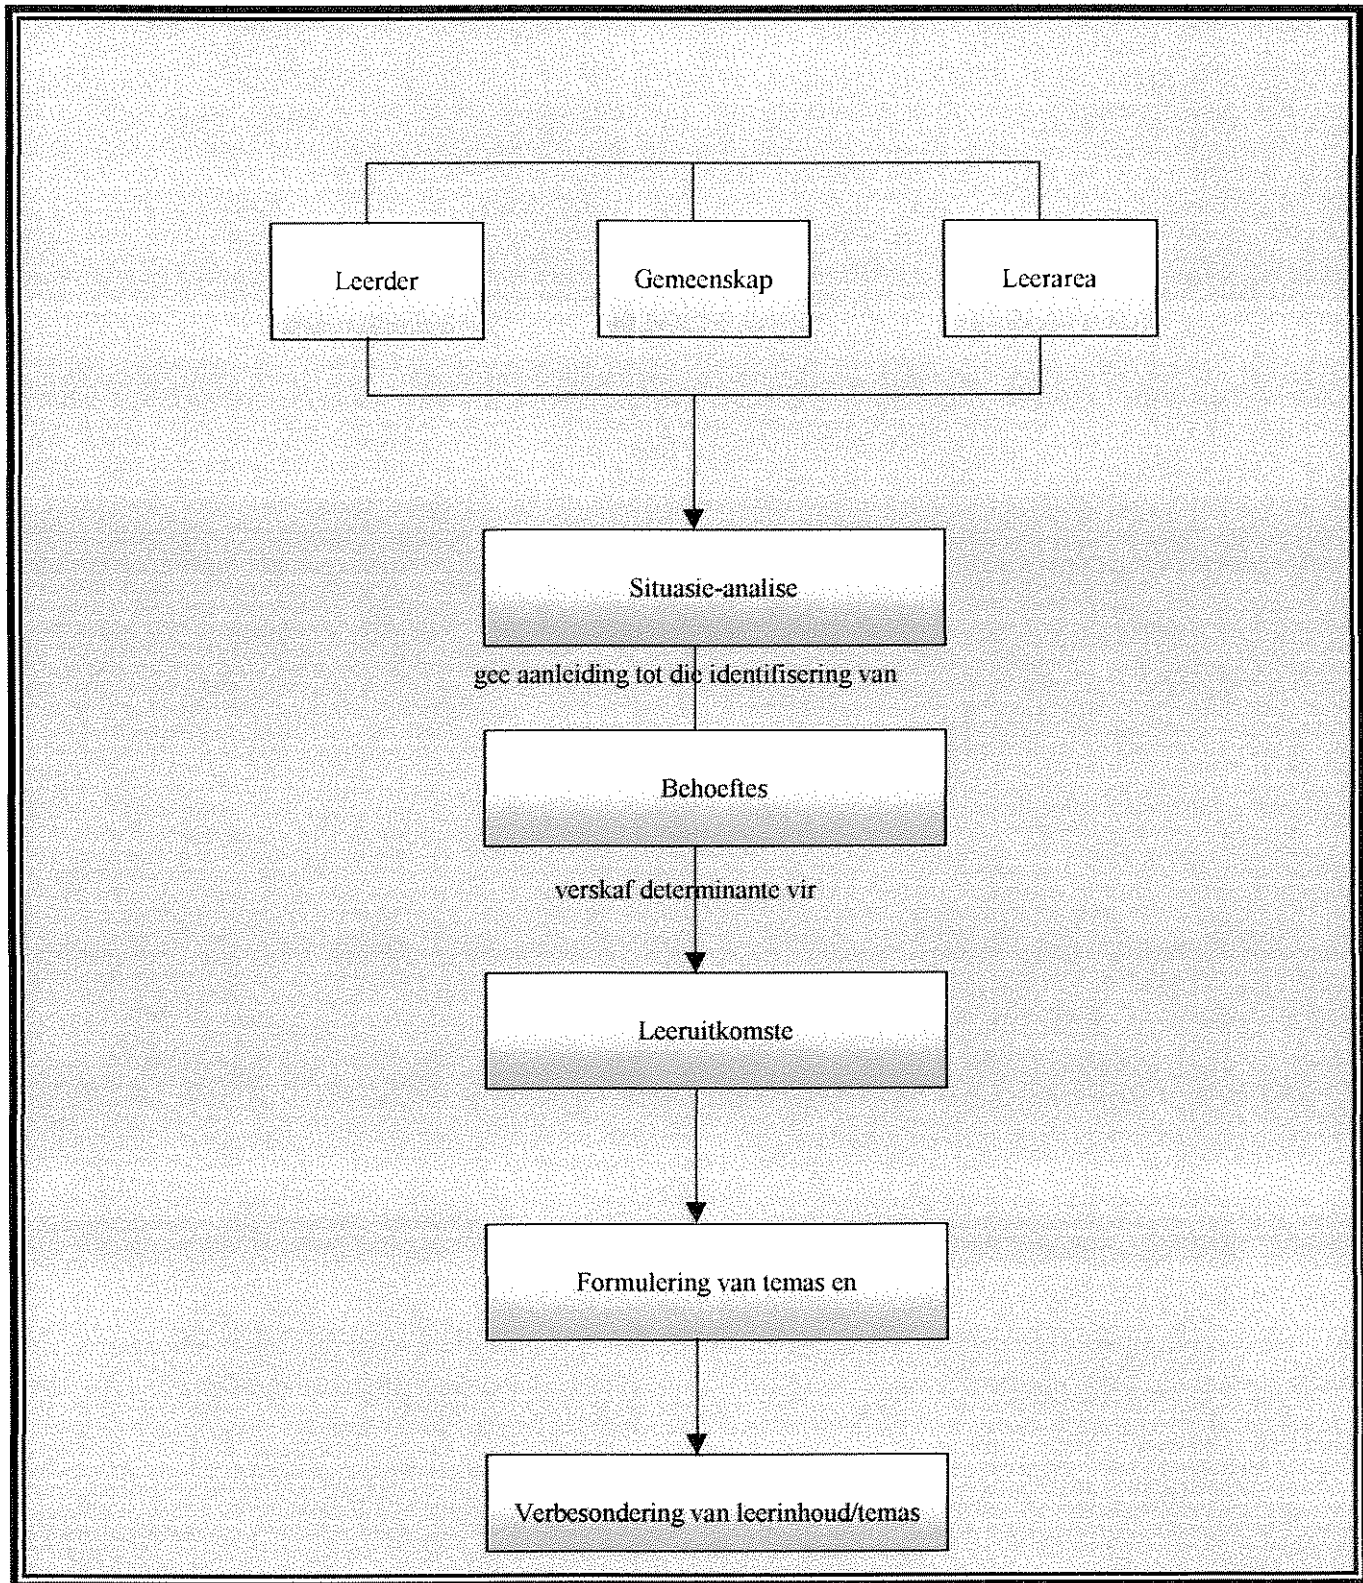 Leerder
Gemeenskap
Leerarea
Situasie-analise
gee aanleiding tot die identifisering van
Behoeftes
verskaf determinante vir
Leeruitkomste
Formulering van temas en
Verbesondering van leerinhoud/temas